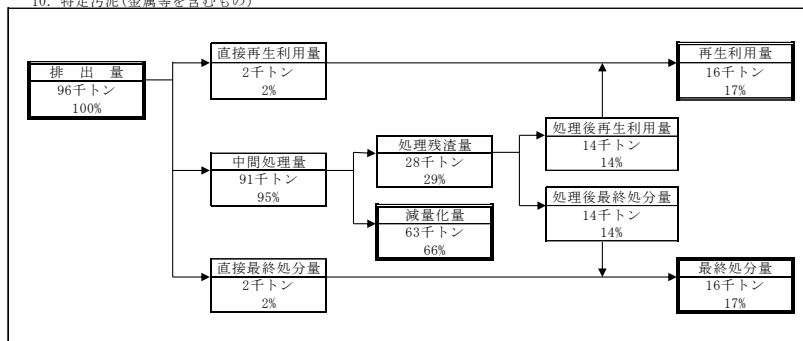 10. 特定汚泥(金属等を含むもの)
排 出 量
96千トン
100%
直接再生利用量
2千トン
2%
再生利用量
16千トン
17%
中間処理量
91千トン
95%
処理残渣量
28千トン
29%
処理後再生利用量
14千トン
14%
減量化量
63千トン
66%
処理後最終処分量
14千トン
14%
直接最終処分量
2千トン
2%
最終処分量
16千トン
17%